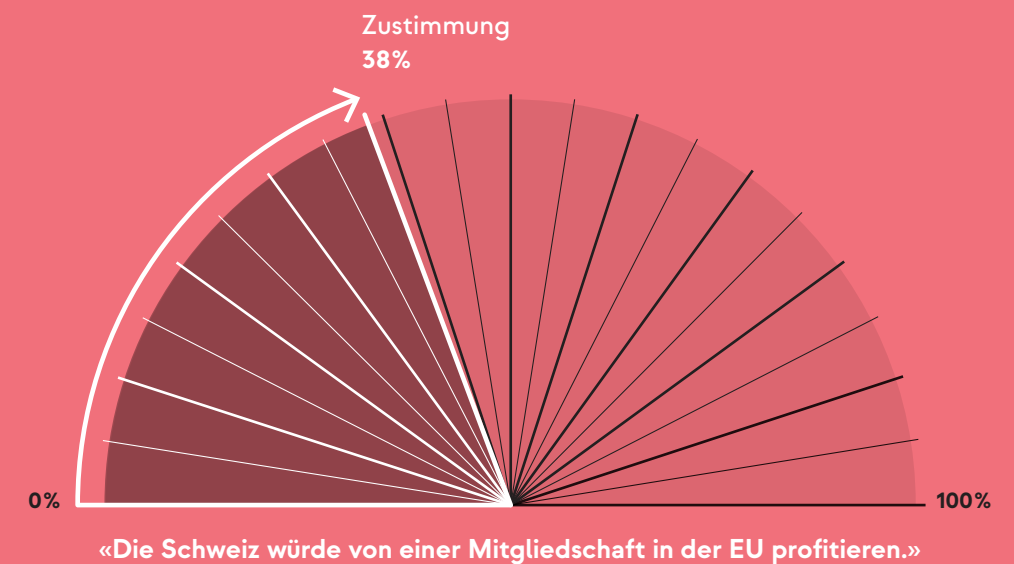 Zustimmung
38%
0%
100%
«Die Schweiz würde von einer Mitgliedschaft in der EU profitieren.»